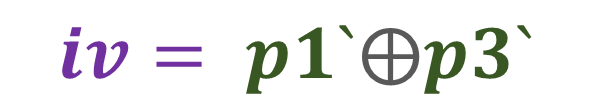 iv = p1`⊕p3`